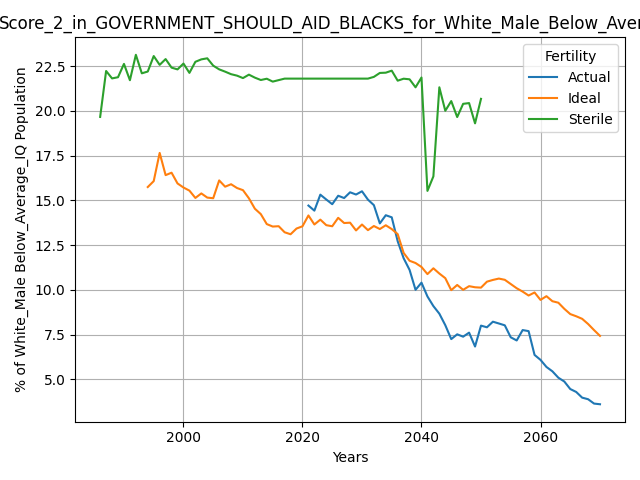 Score_2_in_GOVERNMENT_SHOULD_AID_BLACKS_for_White_Male_Below_Aver
Fertility
Actual
Ideal
Sterile
% of White_Male Below_Average_IQ Population
22.5
20.0
17.5
15.0
12.5
10.0
7.5
5.0
2000
2020
2040
2060
Years